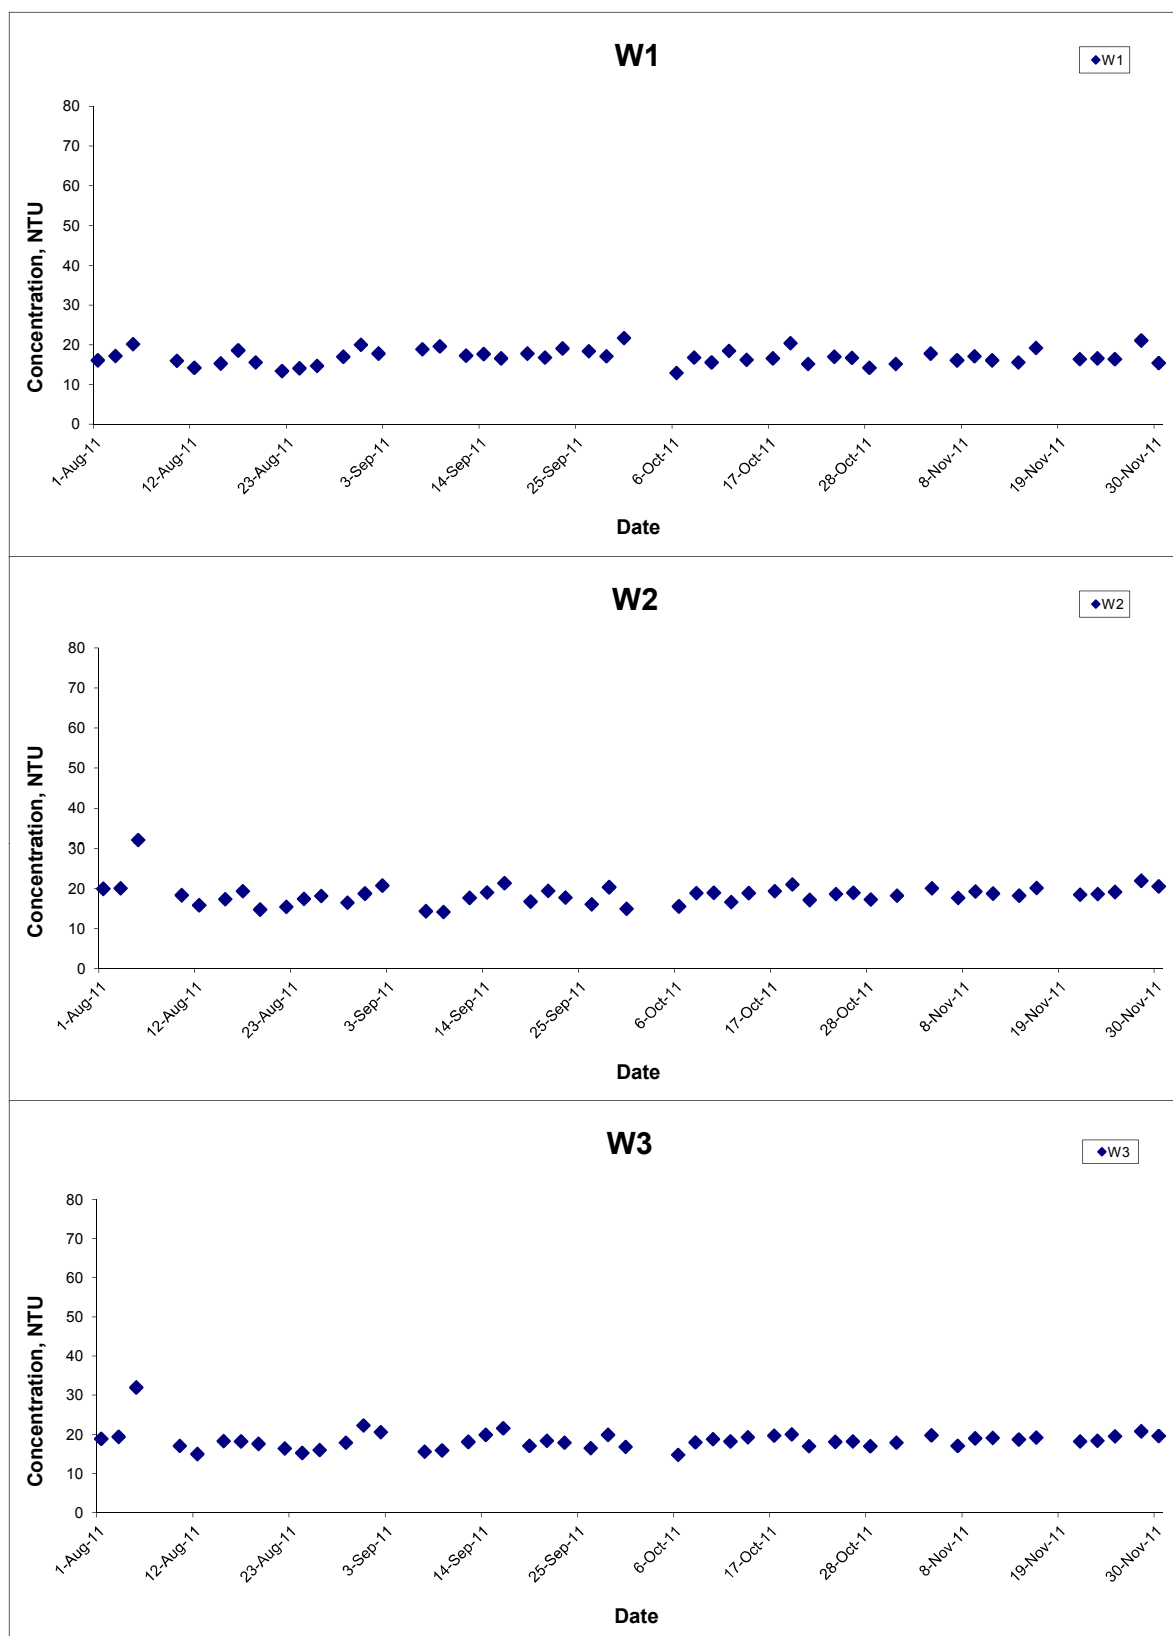 W1
W1
80
70
60
50
40
30
20
10
0
Concentration, NTU
1-Aug-11
12-Aug-11
23-Aug-11
3-Sep-11
14-Sep-11
25-Sep-11
6-Oct-11
17-Oct-11
28-Oct-11
8-Nov-11
19-Nov-11
30-Nov-11
Date
W2
W2
80
70
60
50
40
30
20
10
0
Concentration, NTU
1-Aug-11
12-Aug-11
23-Aug-11
3-Sep-11
14-Sep-11
25-Sep-11
6-Oct-11
17-Oct-11
28-Oct-11
8-Nov-11
19-Nov-11
30-Nov-11
Date
W3
W3
80
70
60
50
40
30
20
10
0
Concentration, NTU
1-Aug-11
12-Aug-11
23-Aug-11
3-Sep-11
14-Sep-11
25-Sep-11
6-Oct-11
17-Oct-11
28-Oct-11
8-Nov-11
19-Nov-11
30-Nov-11
Date